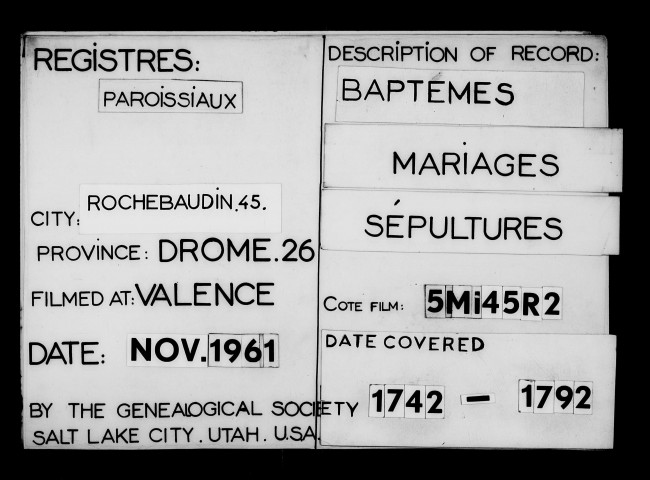 REGISTRES:
PAROISSIAUX
CITY: ROCHEBAUDIN.45.
PROVINCE: DROME.26
FILMED AT: VALENCE
DATE: NOV.1961
BY THE GENEALOGICAL SOCIETY
SALT LAKE CITY. UTAH. U.S.A.
DESCRIPTION OF RECORD:
BAPTÉMES
MARIAGES
SÉPULTURES
COTE FILM: 5Mi45R2
DATE COVERED
1742 - 1792